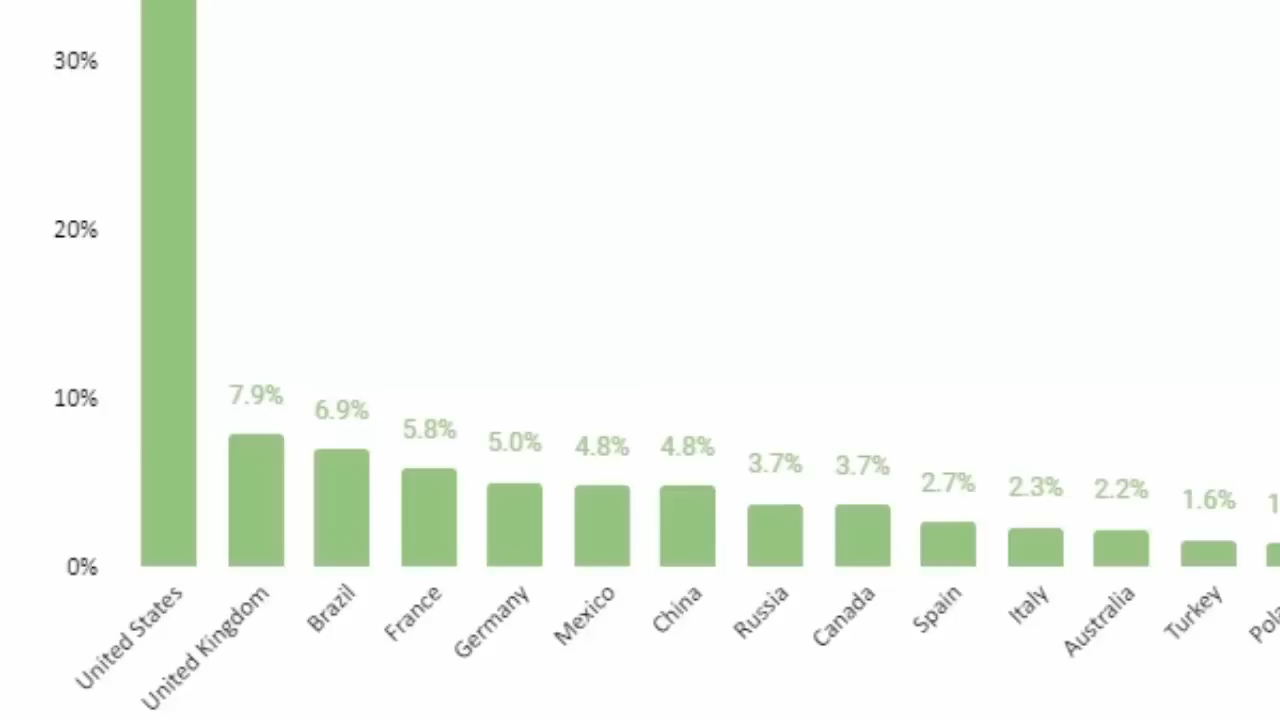 30%
20%
10%
0%
7.9%
6.9%
5.8%
5.0%
4.8%
4.8%
3.7%
3.7%
2.7%
2.3%
2.2%
1.6%
United States
United Kingdom
Brazil
France
Germany
Mexico
China
Russia
Canada
Spain
Italy
Australia
Turkey